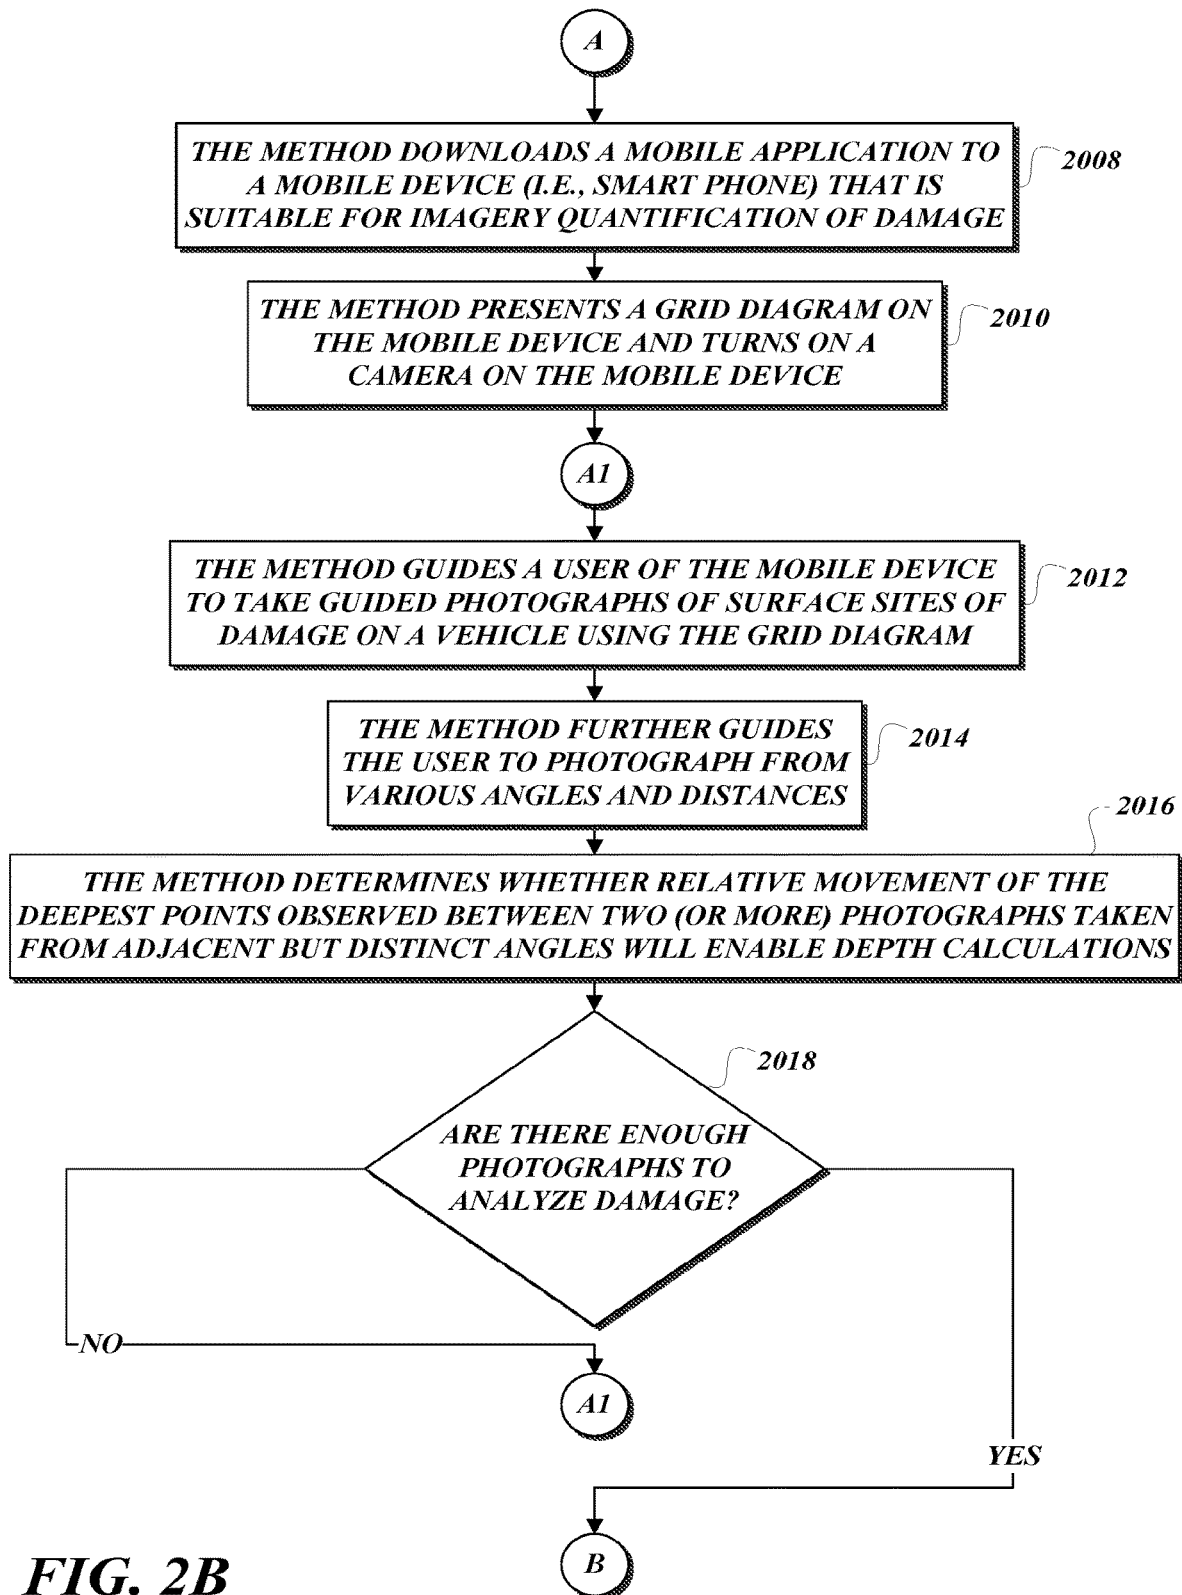 A
THE METHOD DOWNLOADS A MOBILE APPLICATION TO
A MOBILE DEVICE (I.E., SMART PHONE) THAT IS
SUITABLE FOR IMAGERY QUANTIFICATION OF DAMAGE
2008
THE METHOD PRESENTS A GRID DIAGRAM ON
THE MOBILE DEVICE AND TURNS ON A
CAMERA ON THE MOBILE DEVICE
2010
A1
THE METHOD GUIDES A USER OF THE MOBILE DEVICE
TO TAKE GUIDED PHOTOGRAPHS OF SURFACE SITES OF
DAMAGE ON A VEHICLE USING THE GRID DIAGRAM
2012
THE METHOD FURTHER GUIDES
THE USER TO PHOTOGRAPH FROM
VARIOUS ANGLES AND DISTANCES
2014
2016
THE METHOD DETERMINES WHETHER RELATIVE MOVEMENT OF THE
DEEPEST POINTS OBSERVED BETWEEN TWO (OR MORE) PHOTOGRAPHS TAKEN
FROM ADJACENT BUT DISTINCT ANGLES WILL ENABLE DEPTH CALCULATIONS
2018
ARE THERE ENOUGH
PHOTOGRAPHS TO
ANALYZE DAMAGE?
NO
A1
YES
B
FIG. 2B